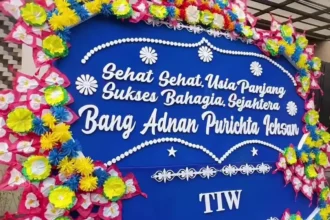 Sehat Sehat, Usia Panjang
Sukses Bahagia, Sejahtera
Bang Adnan Purichta Ichsan
TIW